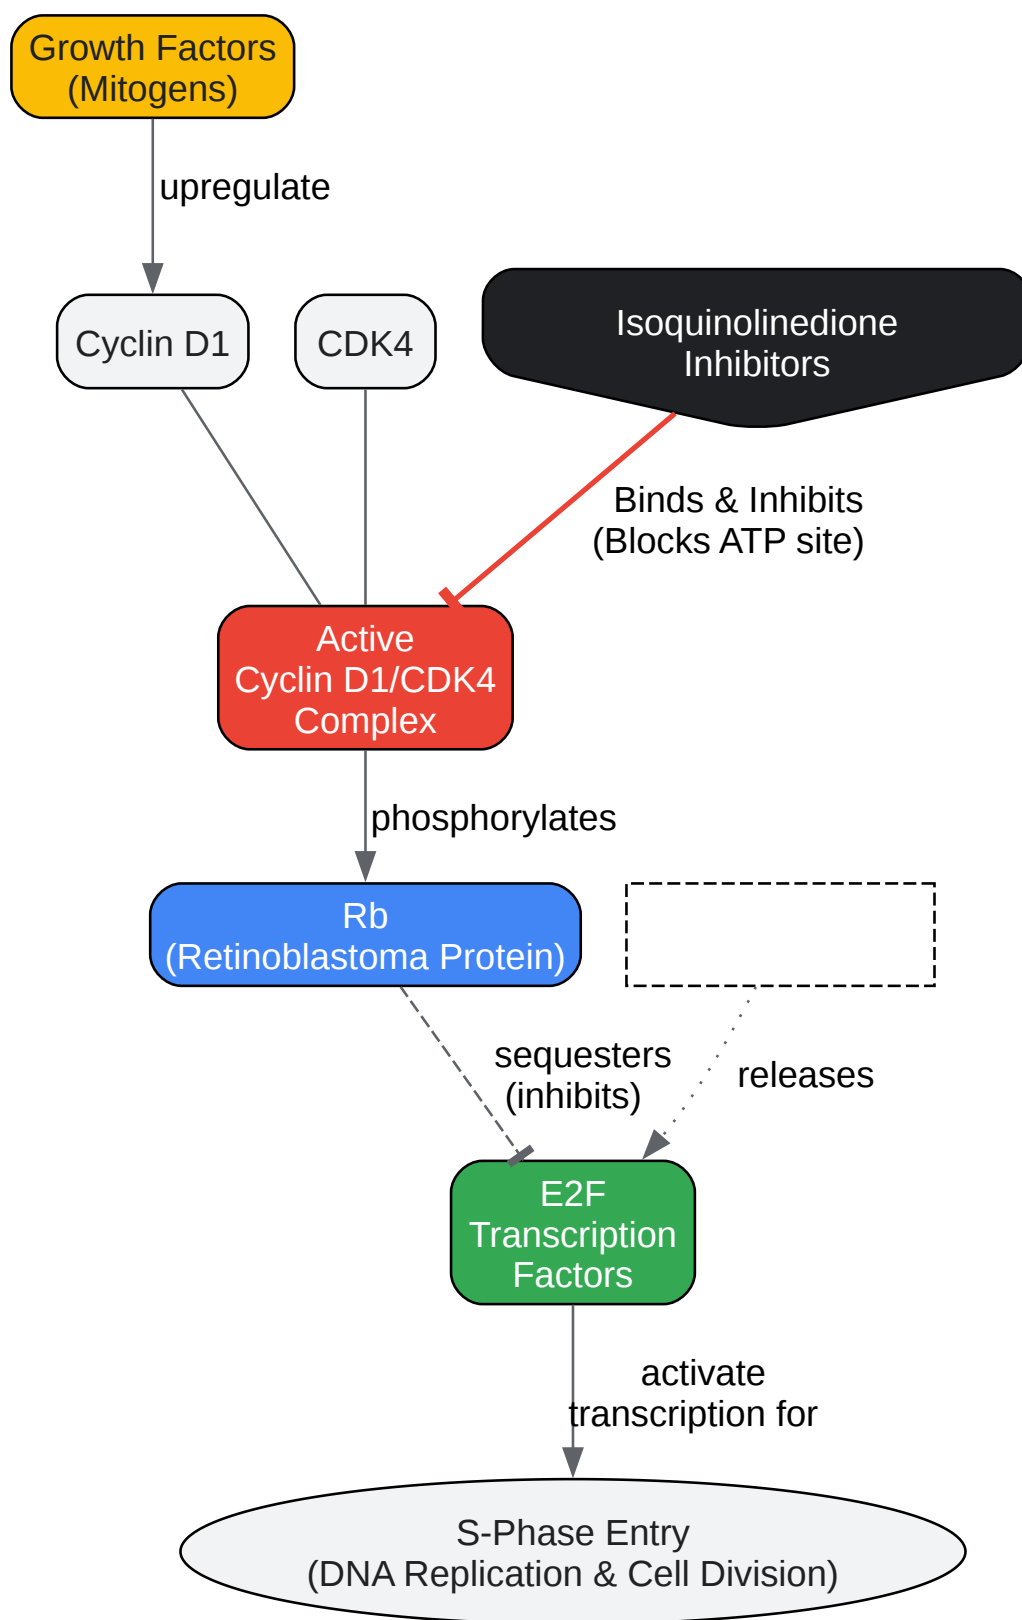 Growth Factors
(Mitogens)
upregulate
Cyclin D1
CDK4
Isoquinolinedione
Inhibitors
Binds & Inhibits
(Blocks ATP site)
Active
Cyclin D1/CDK4
Complex
phosphorylates
Rb
(Retinoblastoma Protein)
sequesters
(inhibits)
releases
E2F
Transcription
Factors
activate
transcription for
S-Phase Entry
(DNA Replication & Cell Division)